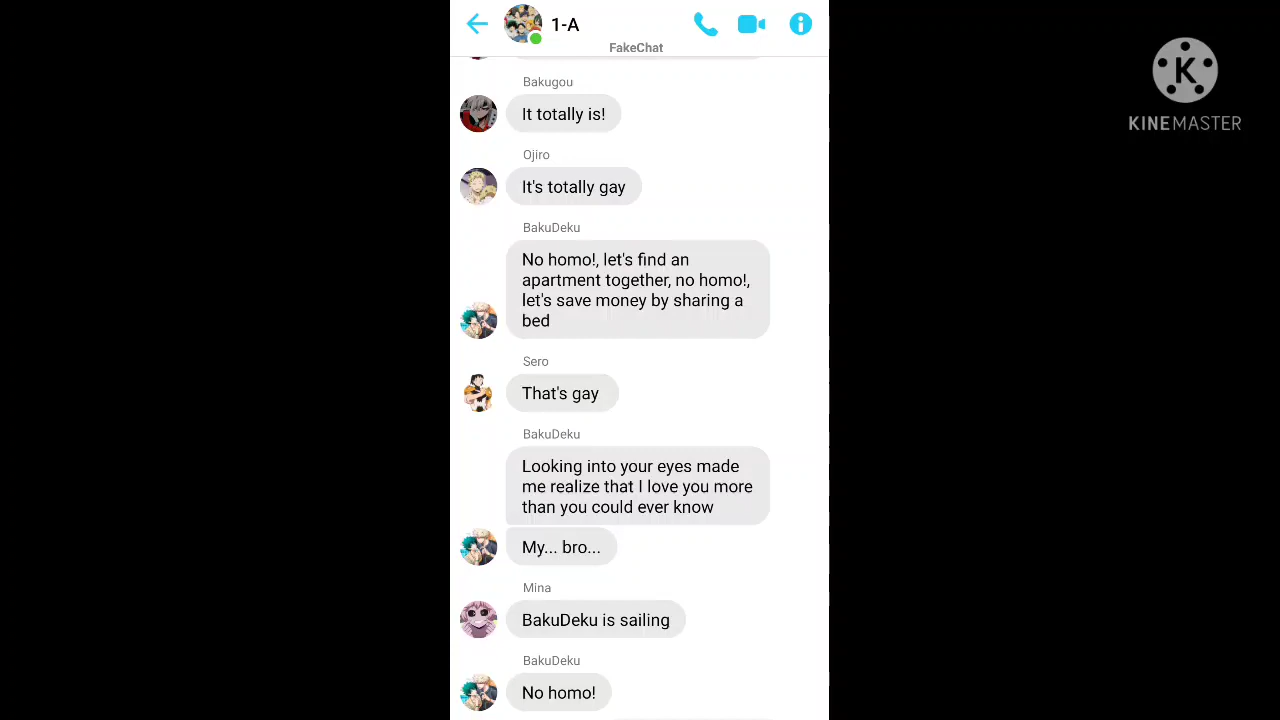 1-A
FakeChat
KINEMASTER
Bakugou
It totally is!
Ojiro
It's totally gay
BakuDeku
No homo!, let's find an
apartment together, no homo!,
let's save money by sharing a
bed
Sero
That's gay
BakuDeku
Looking into your eyes made
me realize that I love you more
than you could ever know
My... bro...
Mina
BakuDeku is sailing
BakuDeku
No homo!